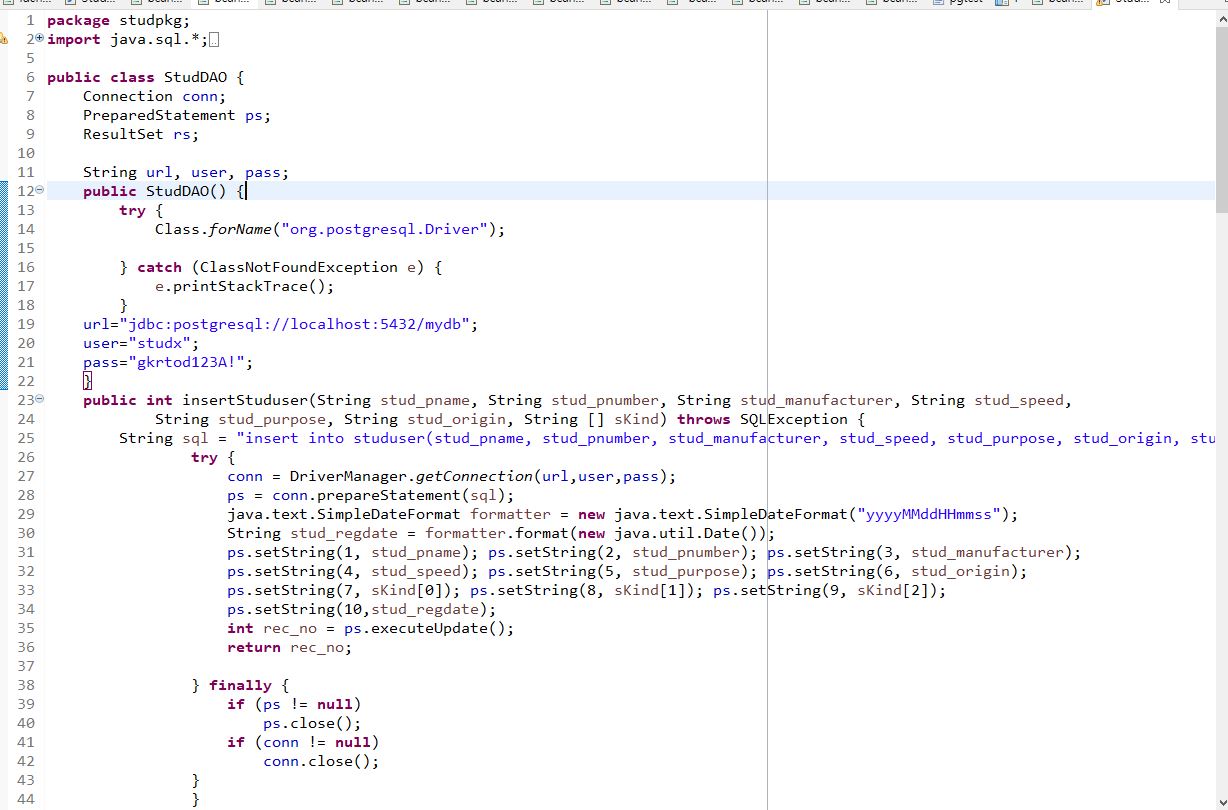 1 package studpkg;
2 import java.sql.*;
5
6 public class StudDAO {
7 Connection conn;
8 PreparedStatement ps;
9 ResultSet rs;
10
11 String url, user, pass;
12 public StudDAO() {
13 try {
14 Class.forName("org.postgresql.Driver");
15
16 } catch (ClassNotFoundException e) {
17 e.printStackTrace();
18 }
19 url="jdbc:postgresql://localhost:5432/mydb";
20 user="studx";
21 pass="gkrtod123A!";
22 }
23 public int insertStuduser(String stud_pname, String stud_pnumber, String stud_manufacturer, String stud_speed,
24 String stud_purpose, String stud_origin, String [] sKind) throws SQLException {
25 String sql = "insert into studuser(stud_pname, stud_pnumber, stud_manufacturer, stud_speed, stud_purpose, stud_origin, stu
26 try {
27 conn = DriverManager.getConnection(url,user,pass);
28 ps = conn.prepareStatement(sql);
29 java.text.SimpleDateFormat formatter = new java.text.SimpleDateFormat("yyyyMMddHHmmss");
30 String stud_regdate = formatter.format(new java.util.Date());
31 ps.setString(1, stud_pname); ps.setString(2, stud_pnumber); ps.setString(3, stud_manufacturer);
32 ps.setString(4, stud_speed); ps.setString(5, stud_purpose); ps.setString(6, stud_origin);
33 ps.setString(7, sKind[0]); ps.setString(8, sKind[1]); ps.setString(9, sKind[2]);
34 ps.setString(10,stud_regdate);
35 int rec_no = ps.executeUpdate();
36 return rec_no;
37
38 } finally {
39 if (ps != null)
40 ps.close();
41 if (conn != null)
42 conn.close();
43 }
44 }